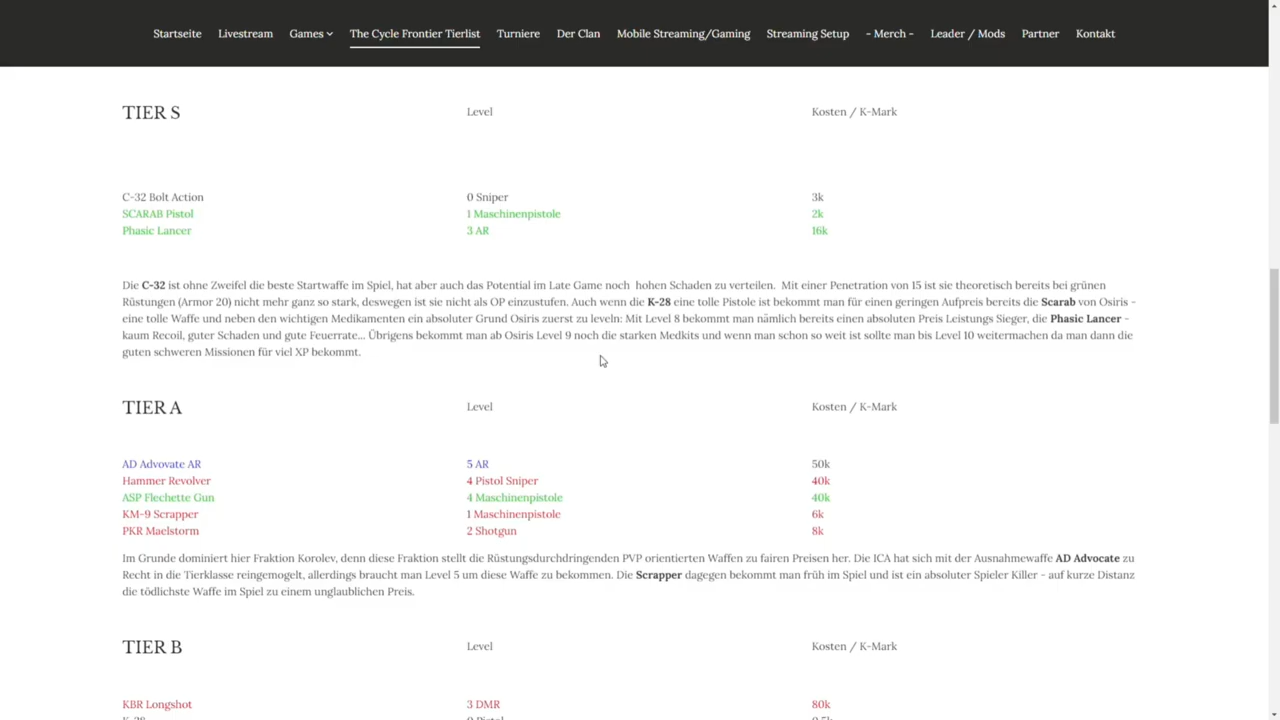 Startseite Livestream Games The Cycle Frontier Tierlist Turniere Der Clan Mobile Streaming/Gaming Streaming Setup - Merch - Leader / Mods Partner Kontakt
TIER S Level Kosten / K-Mark
C-32 Bolt Action 0 Sniper 3k
SCARAB Pistol 1 Maschinenpistole 2k
Phasic Lancer 3 AR 16k
Die C-32 ist ohne Zweifel die beste Startwaffe im Spiel, hat aber auch das Potential im Late Game noch hohen Schaden zu verteilen. Mit einer Penetration von 15 ist sie theoretisch bereits bei grünen
Rüstungen (Armor 20) nicht mehr ganz so stark, deswegen ist sie nicht als OP einzustufen. Auch wenn die K-28 eine tolle Pistole ist bekommt man für einen geringen Aufpreis bereits die Scarab von Osiris -
eine tolle Waffe und neben den wichtigen Medikamenten ein absoluter Grund Osiris zuerst zu leveln: Mit Level 8 bekommt man nämlich bereits einen absoluten Preis Leistungs Sieger, die Phasic Lancer -
kaum Recoil, guter Schaden und gute Feuerrate... Übrigens bekommt man ab Osiris Level 9 noch die starken Medkits und wenn man schon so weit ist sollte man bis Level 10 weitermachen da man dann die
guten schweren Missionen für viel XP bekommt.
TIER A Level Kosten / K-Mark
AD Advovate AR 5 AR 50k
Hammer Revolver 4 Pistol Sniper 40k
ASP Flechette Gun 4 Maschinenpistole 40k
KM-9 Scrapper 1 Maschinenpistole 6k
PKR Maelstorm 2 Shotgun 8k
Im Grunde dominiert hier Fraktion Korolev, denn diese Fraktion stellt die Rüstungsdurchdringenden PVP orientierten Waffen zu fairen Preisen her. Die ICA hat sich mit der Ausnahmewaffe AD Advocate zu
Recht in die Tierklasse reingemogelt, allerdings braucht man Level 5 um diese Waffe zu bekommen. Die Scrapper dagegen bekommt man früh im Spiel und ist ein absoluter Spieler Killer - auf kurze Distanz
die tödlichste Waffe im Spiel zu einem unglaublichen Preis.
TIER B Level Kosten / K-Mark
KBR Longshot 3 DMR 80k